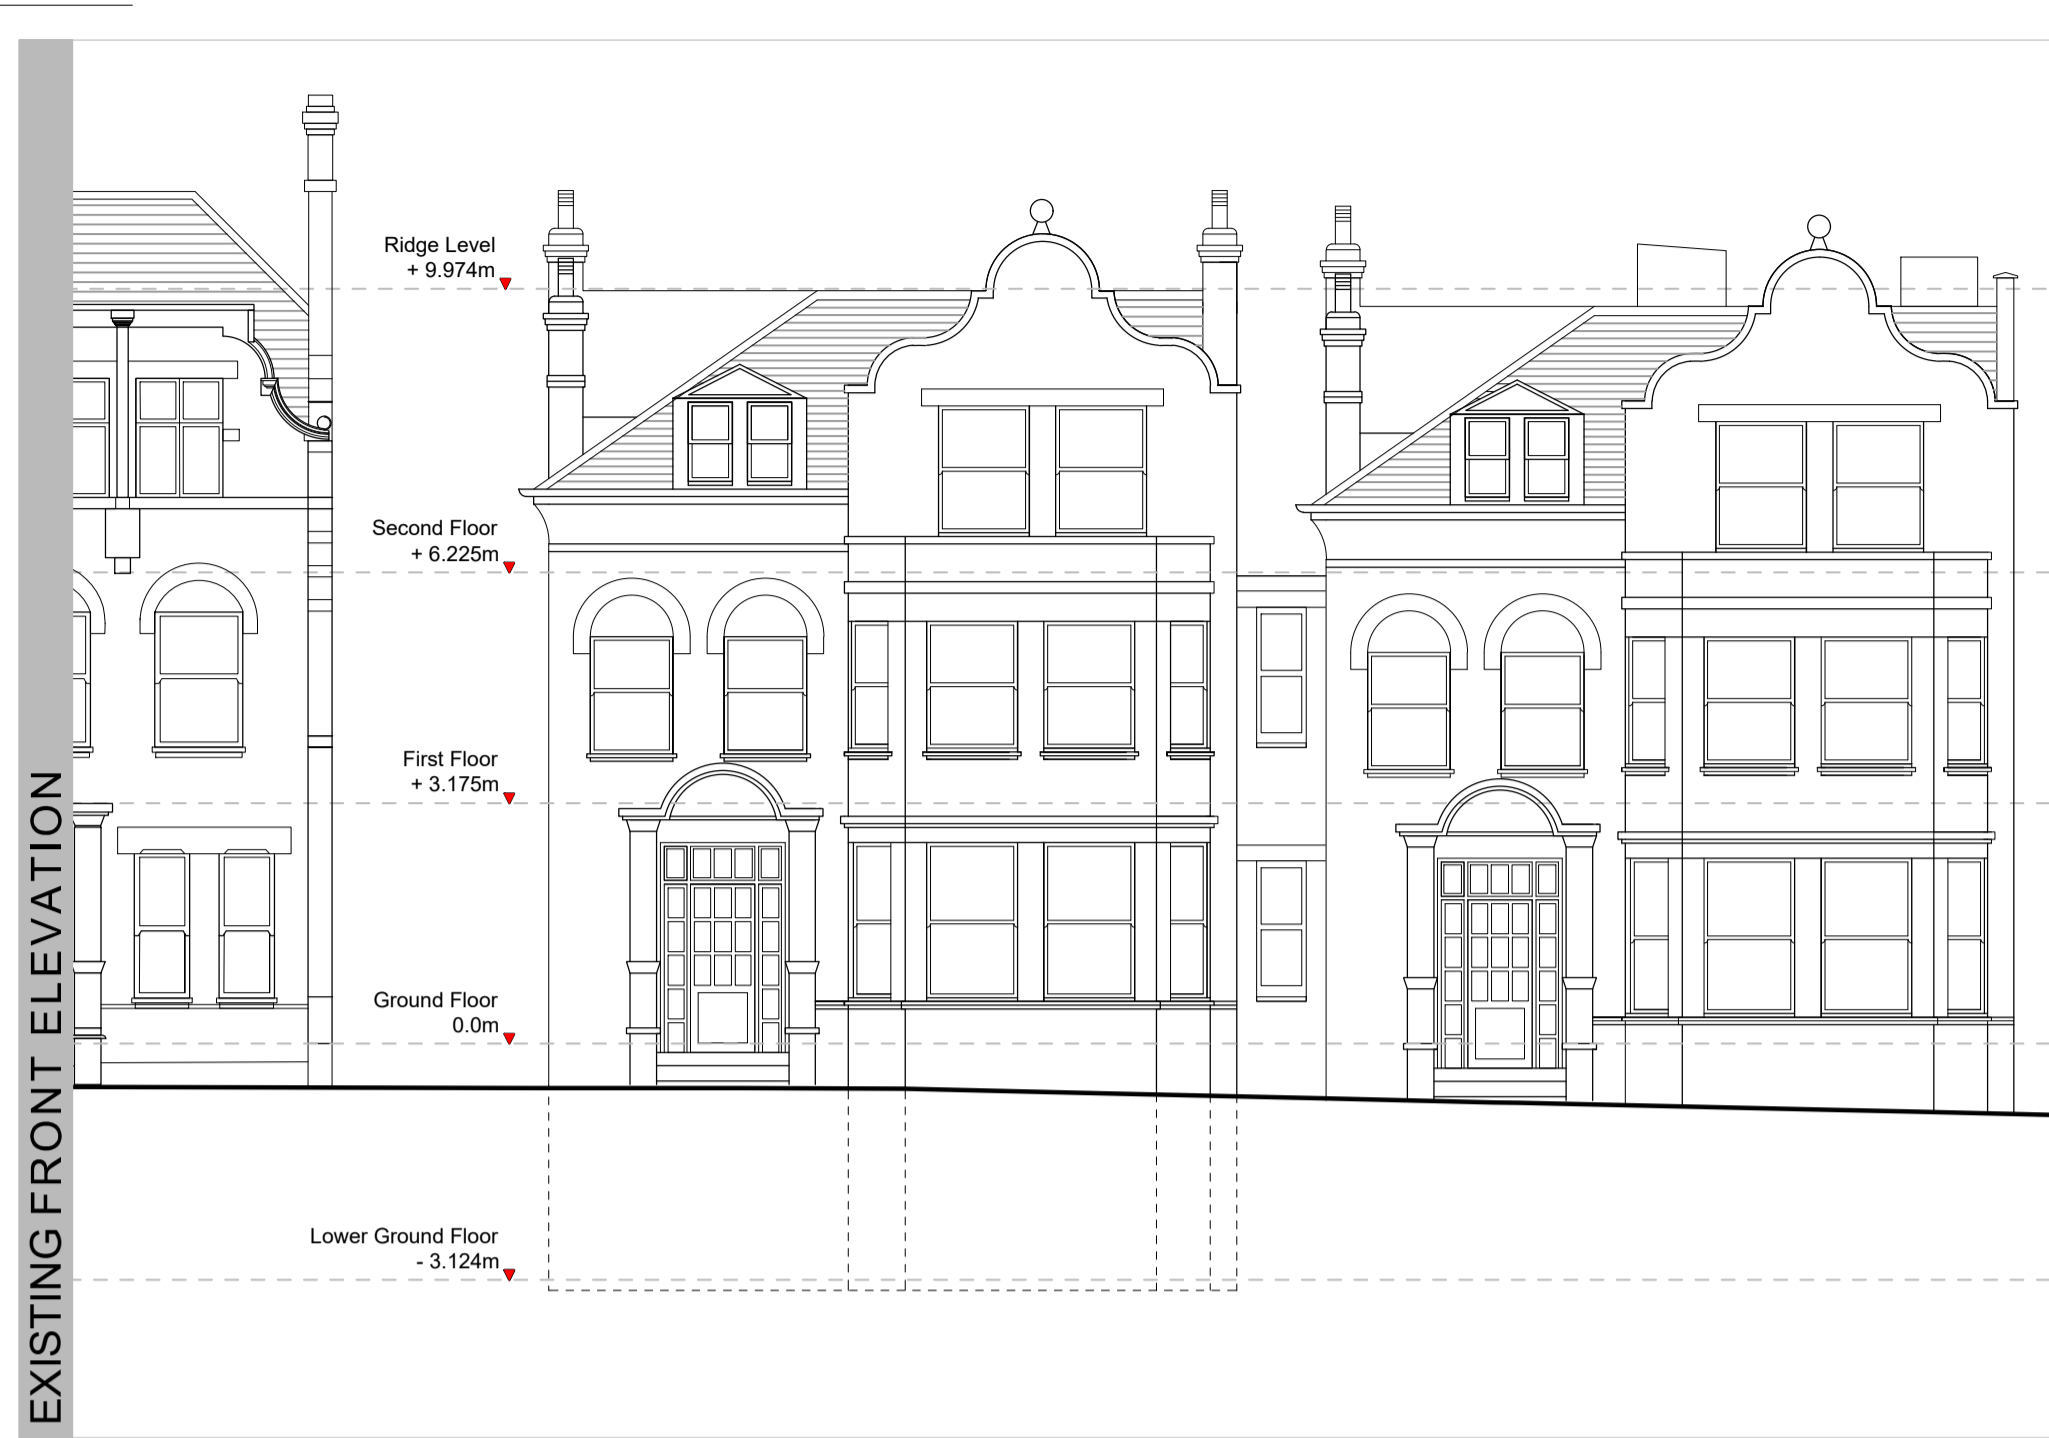 EXISTING FRONT ELEVATION
Ridge Level
+ 9.974m
Second Floor
+ 6.225m
First Floor
+ 3.175m
Ground Floor
0.0m
Lower Ground Floor
- 3.124m